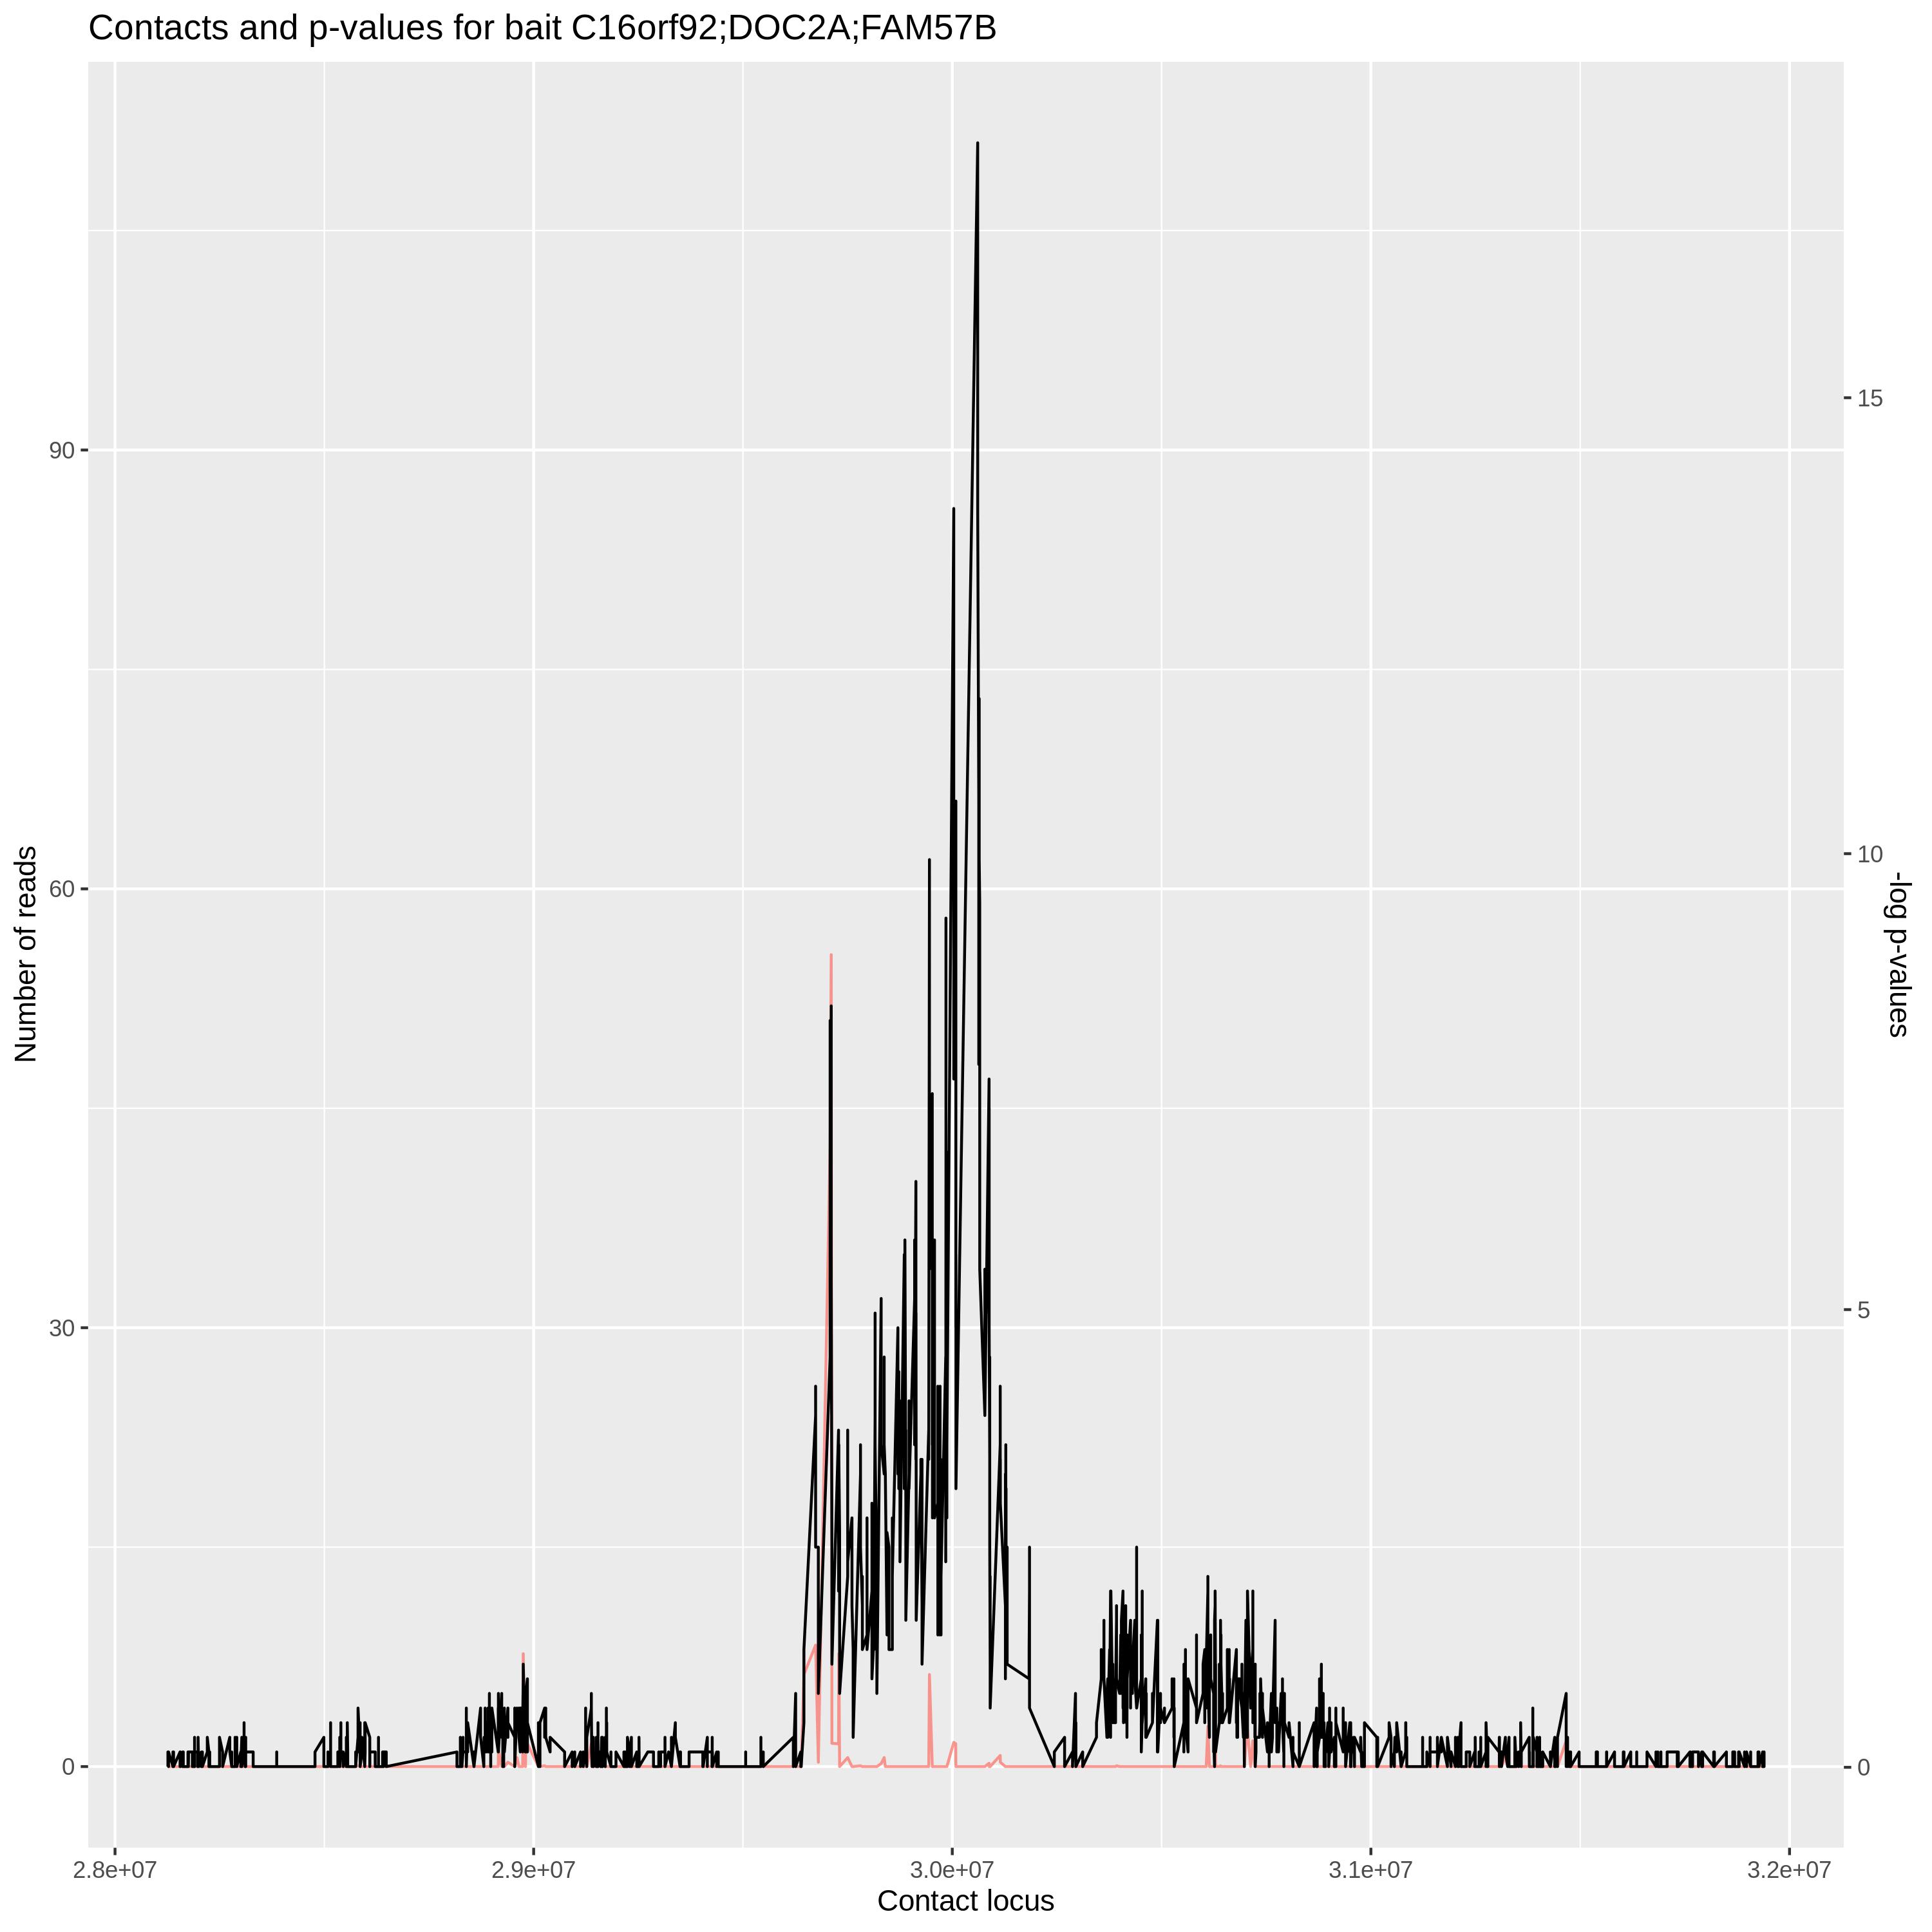 Contacts and p-values for bait C16orf92;DOC2A;FAM57B
15
90
10
60
Number of reads
-log p-values
5
30
0
0
2.8e+07 2.9e+07 3.0e+07 3.1e+07 3.2e+07
Contact locus